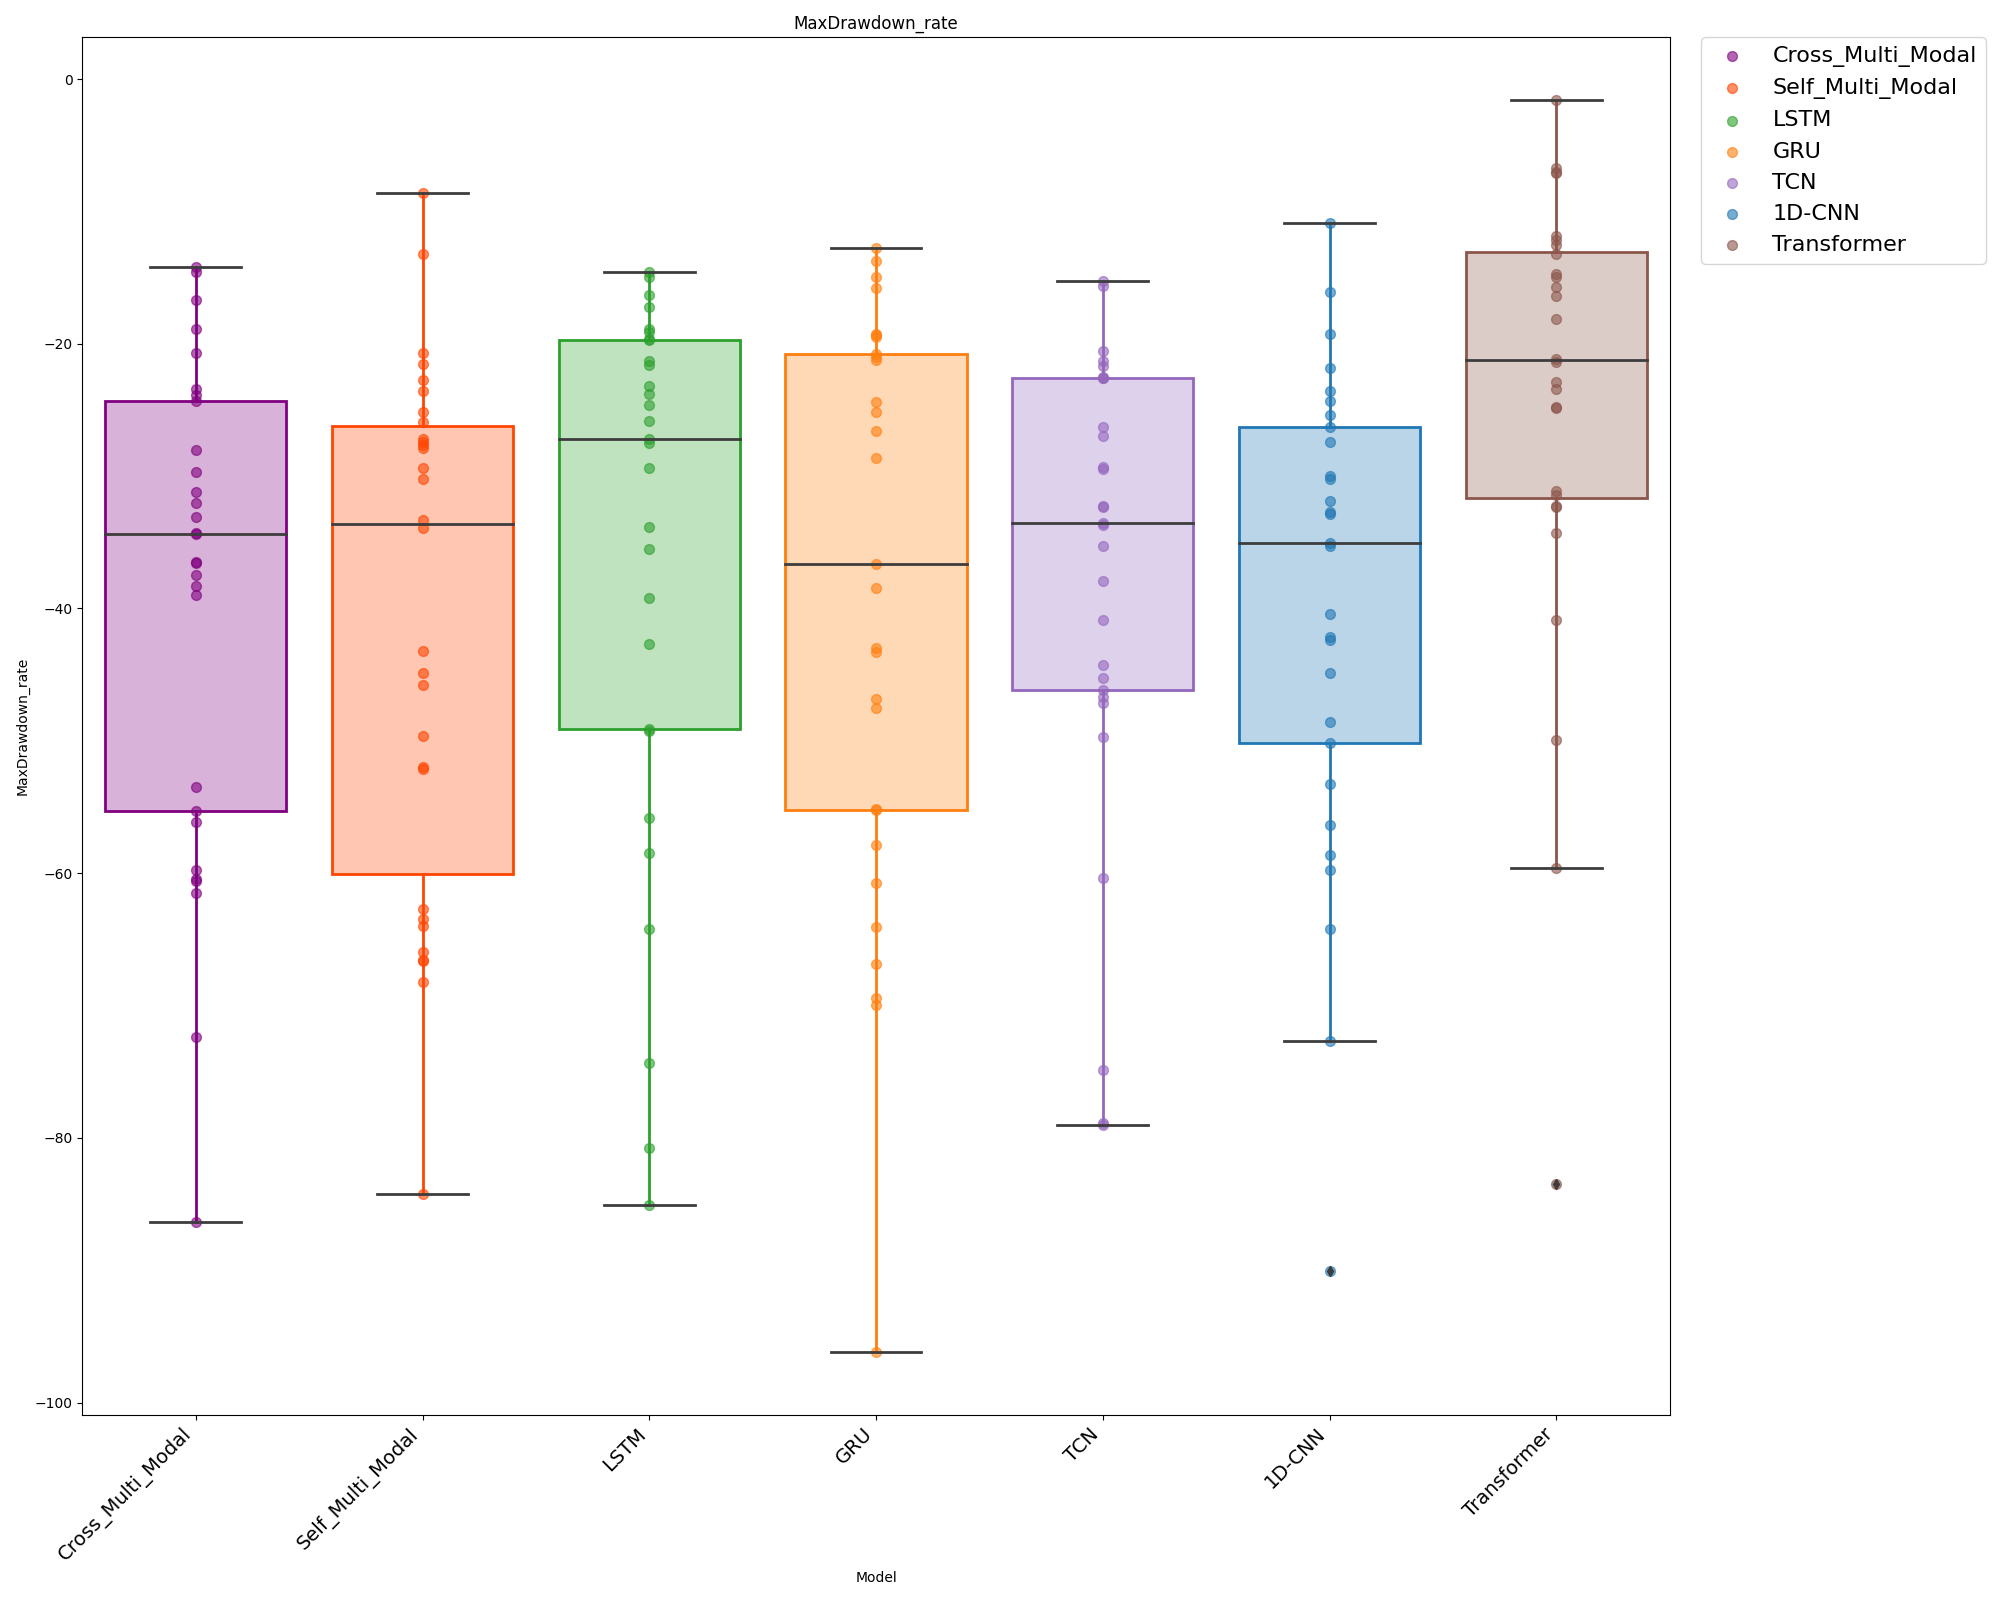 MaxDrawdown_rate
Cross_Multi_Modal
Self_Multi_Modal
LSTM
GRU
TCN
1D-CNN
Transformer
0
−20
−40
−60
−80
−100
MaxDrawdown_rate
Cross_Multi_Modal
Self_Multi_Modal
LSTM
GRU
TCN
1D-CNN
Transformer
Model